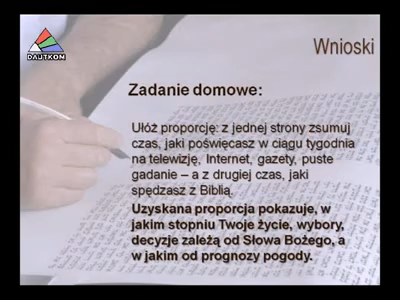 DAUTKOM
Wnioski
Zadanie domowe:
Ułóż proporcję: z jednej strony zsumuj
czas, jaki poświęcasz w ciągu tygodnia
na telewizję, Internet, gazety, puste
gadanie – a z drugiej czas, jaki
spędzasz z Biblią.
Uzyskana proporcja pokazuje, w
jakim stopniu Twoje życie, wybory,
decyzje zależą od Słowa Bożego, a
w jakim od prognozy pogody.